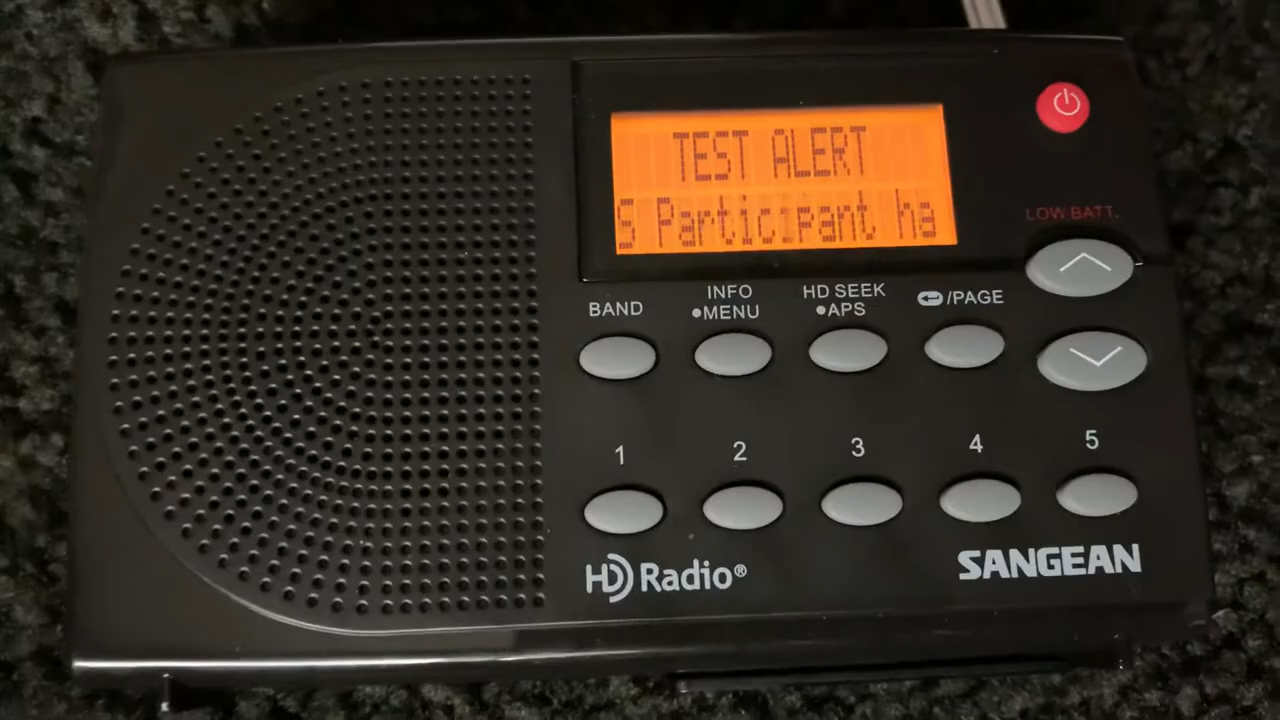 TEST ALERT
S Participant ha
LOW BATT.
BAND
INFO
•MENU
HD SEEK
•APS
/PAGE
1
2
3
4
5
HD Radio®
SANGEAN